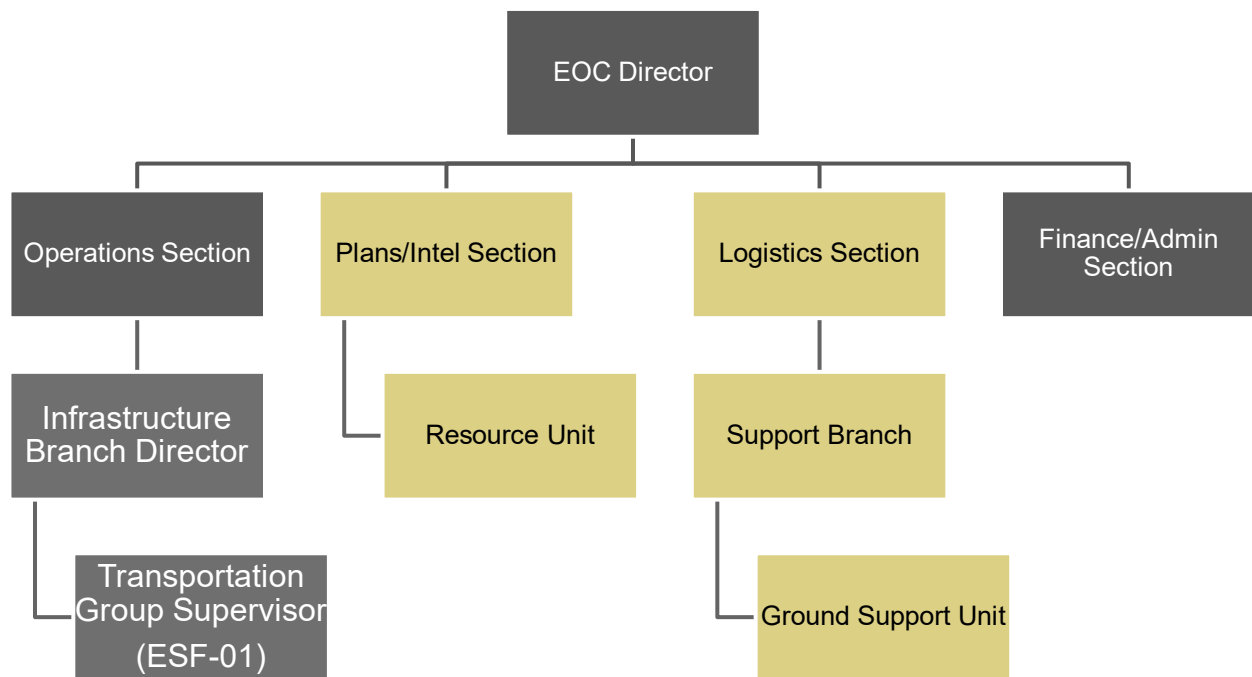 EOC Director
Operations Section
Plans/Intel Section
Logistics Section
Finance/Admin
Section
Infrastructure
Branch Director
Resource Unit
Support Branch
Transportation
Group Supervisor
(ESF-01)
Ground Support Unit